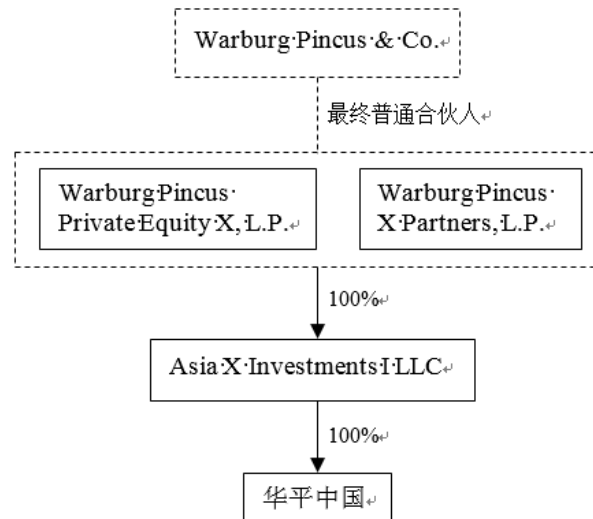 Warburg Pincus & Co.
最终普通合伙人
Warburg Pincus
Private Equity X, L.P.
Warburg Pincus
X Partners, L.P.
100%
Asia X Investments I LLC
100%
华平中国